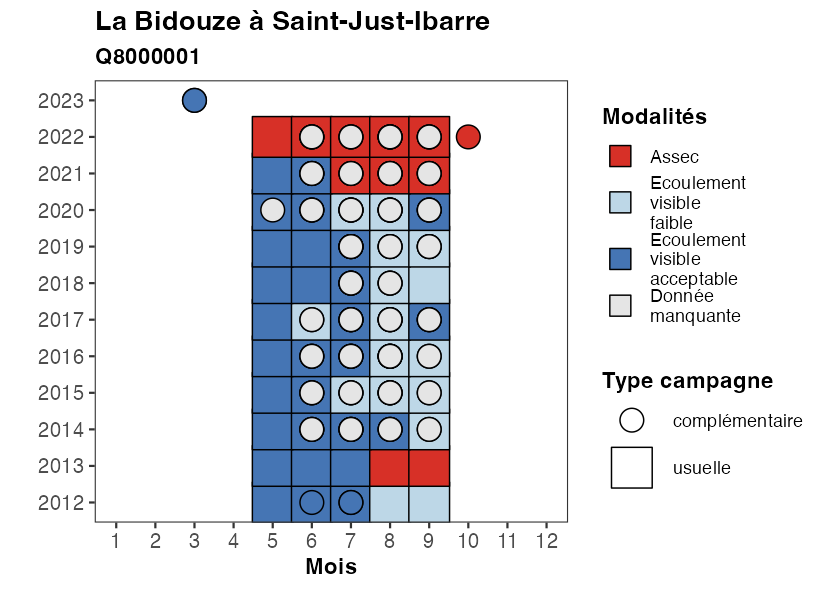 La Bidouze à Saint-Just-Ibarre
Q8000001
2023
2022
2021
2020
2019
2018
2017
2016
2015
2014
2013
2012
1 2 3 4 5 6 7 8 9 10 11 12
Mois
Modalités
Assec
Ecoulement
visible
faible
Ecoulement
visible
acceptable
Donnée
manquante
Type campagne
complémentaire
usuelle